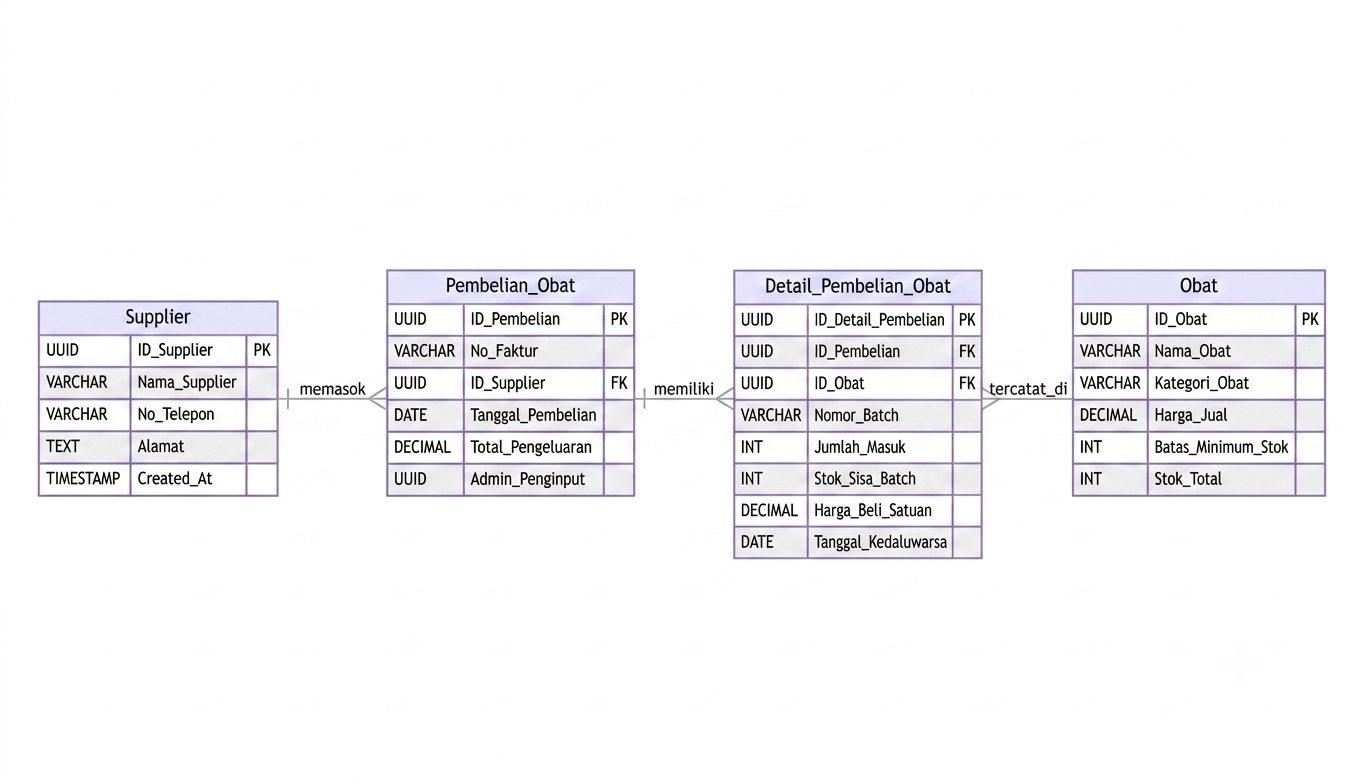 Supplier
UUID ID_Supplier PK
VARCHAR Nama_Supplier
VARCHAR No_Telepon
TEXT Alamat
TIMESTAMP Created_At
memasok
Pembelian_Obat
UUID ID_Pembelian PK
VARCHAR No_Faktur
UUID ID_Supplier FK
DATE Tanggal_Pembelian
DECIMAL Total_Pengeluaran
UUID Admin_Penginput
memiliki
Detail_Pembelian_Obat
UUID ID_Detail_Pembelian PK
UUID ID_Pembelian FK
UUID ID_Obat FK
VARCHAR Nomor_Batch
INT Jumlah_Masuk
INT Stok_Sisa_Batch
DECIMAL Harga_Beli_Satuan
DATE Tanggal_Kedaluwarsa
tercatat_di
Obat
UUID ID_Obat PK
VARCHAR Nama_Obat
VARCHAR Kategori_Obat
DECIMAL Harga_Jual
INT Batas_Minimum_Stok
INT Stok_Total